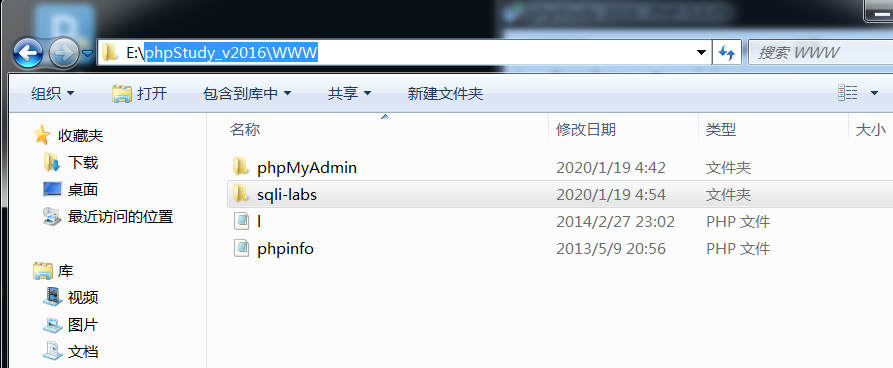 E:\phpStudy_v2016\WWW
搜索 WWW
组织 打开 包含到库中 共享 新建文件夹
收藏夹
下载
桌面
最近访问的位置
库
视频
图片
文档
名称 修改日期 类型 大小
phpMyAdmin 2020/1/19 4:42 文件夹
sqli-labs 2020/1/19 4:54 文件夹
l 2014/2/27 23:02 PHP 文件
phpinfo 2013/5/9 20:56 PHP 文件